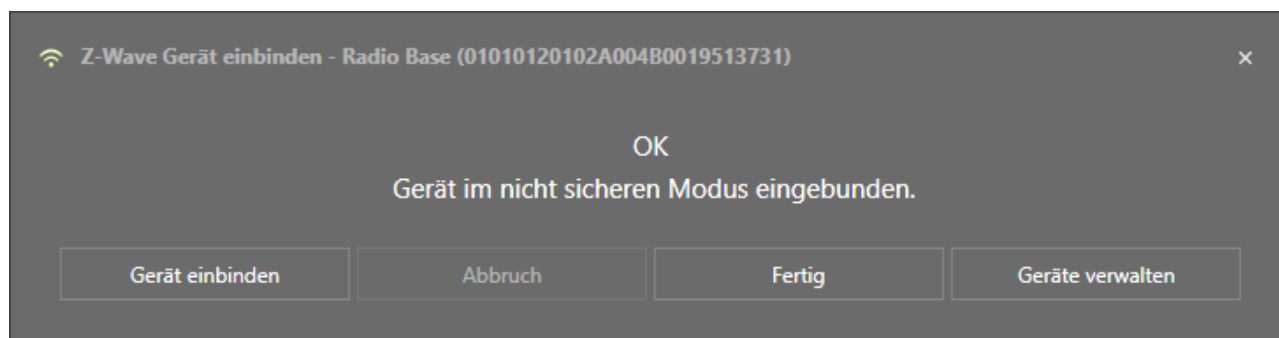 Z-Wave Gerät einbinden - Radio Base (01010120102A004B0019513731)
OK
Gerät im nicht sicheren Modus eingebunden.
Gerät einbinden Abbruch Fertig Geräte verwalten